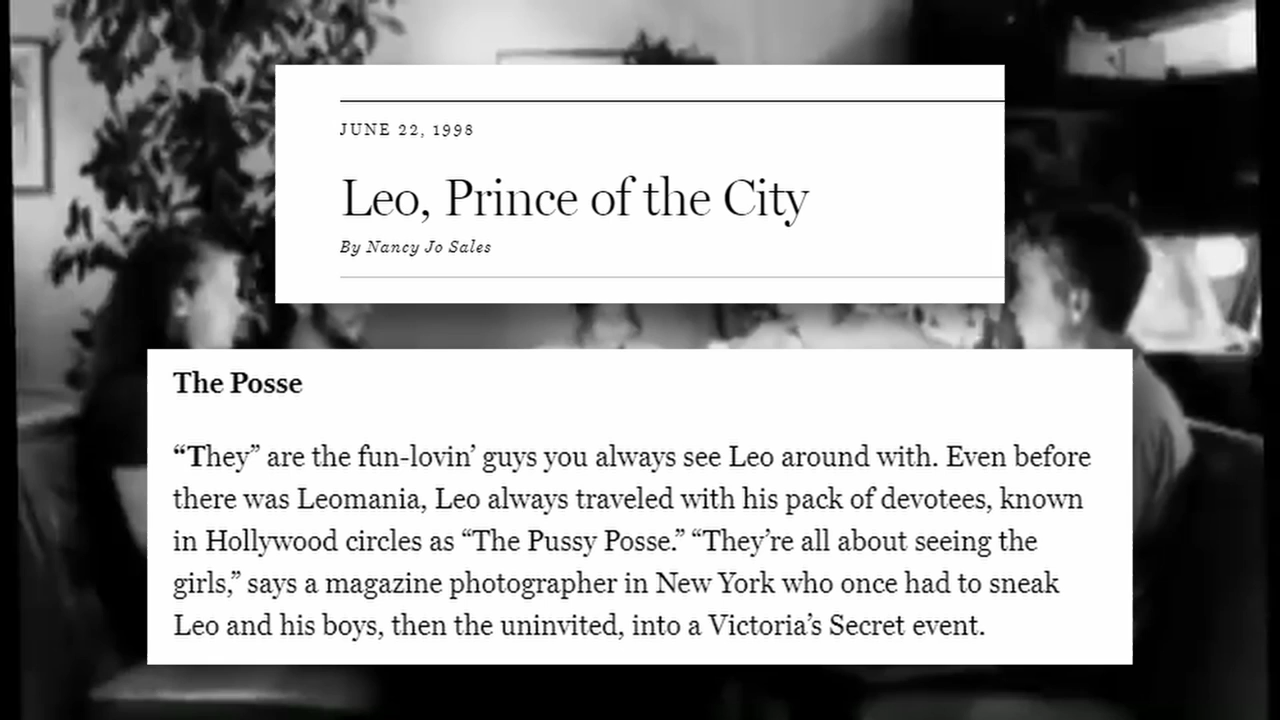 JUNE 22, 1998
Leo, Prince of the City
By Nancy Jo Sales
The Posse
“They” are the fun-lovin’ guys you always see Leo around with. Even before
there was Leomania, Leo always traveled with his pack of devotees, known
in Hollywood circles as “The Pussy Posse.” “They’re all about seeing the
girls,” says a magazine photographer in New York who once had to sneak
Leo and his boys, then the uninvited, into a Victoria’s Secret event.